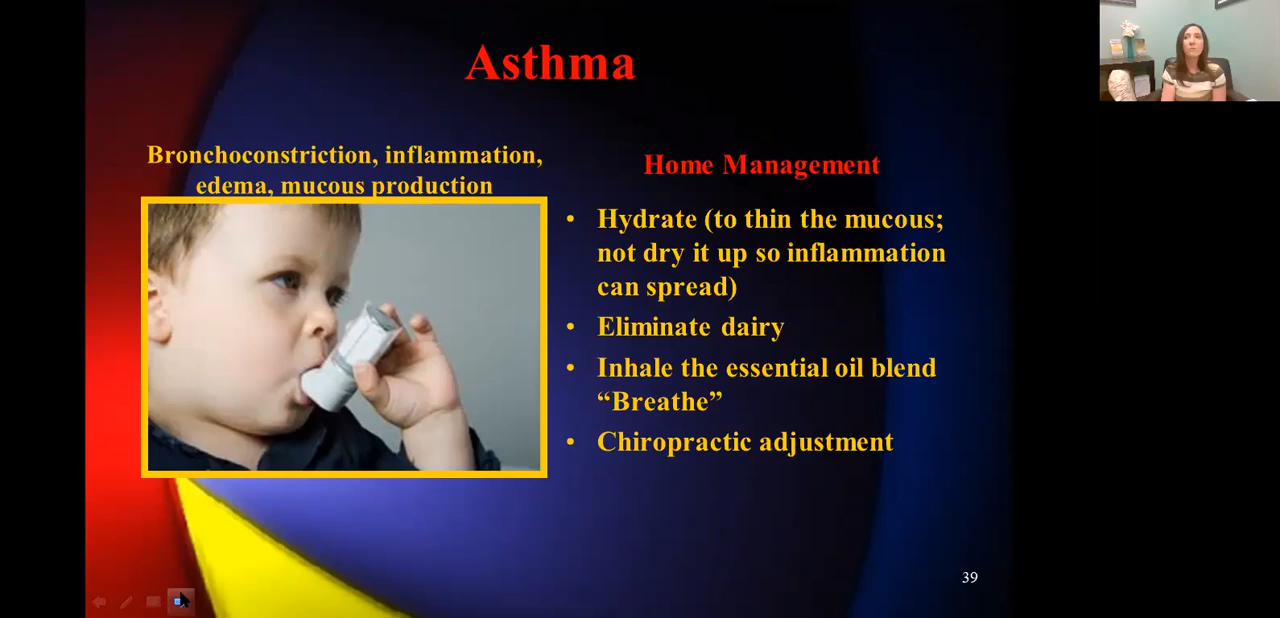 Asthma
Bronchoconstriction, inflammation,
edema, mucous production
Home Management
• Hydrate (to thin the mucous;
not dry it up so inflammation
can spread)
• Eliminate dairy
• Inhale the essential oil blend
“Breathe”
• Chiropractic adjustment
39